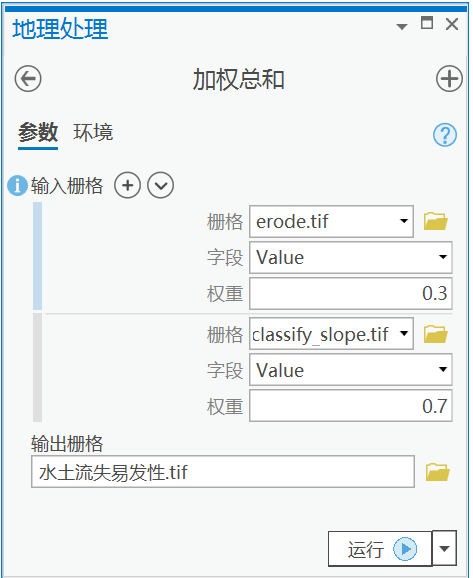 地理处理
加权总和
参数 环境
输入栅格
栅格 erode.tif
字段 Value
权重 0.3
栅格 classify_slope.tif
字段 Value
权重 0.7
输出栅格
水土流失易发性.tif
运行